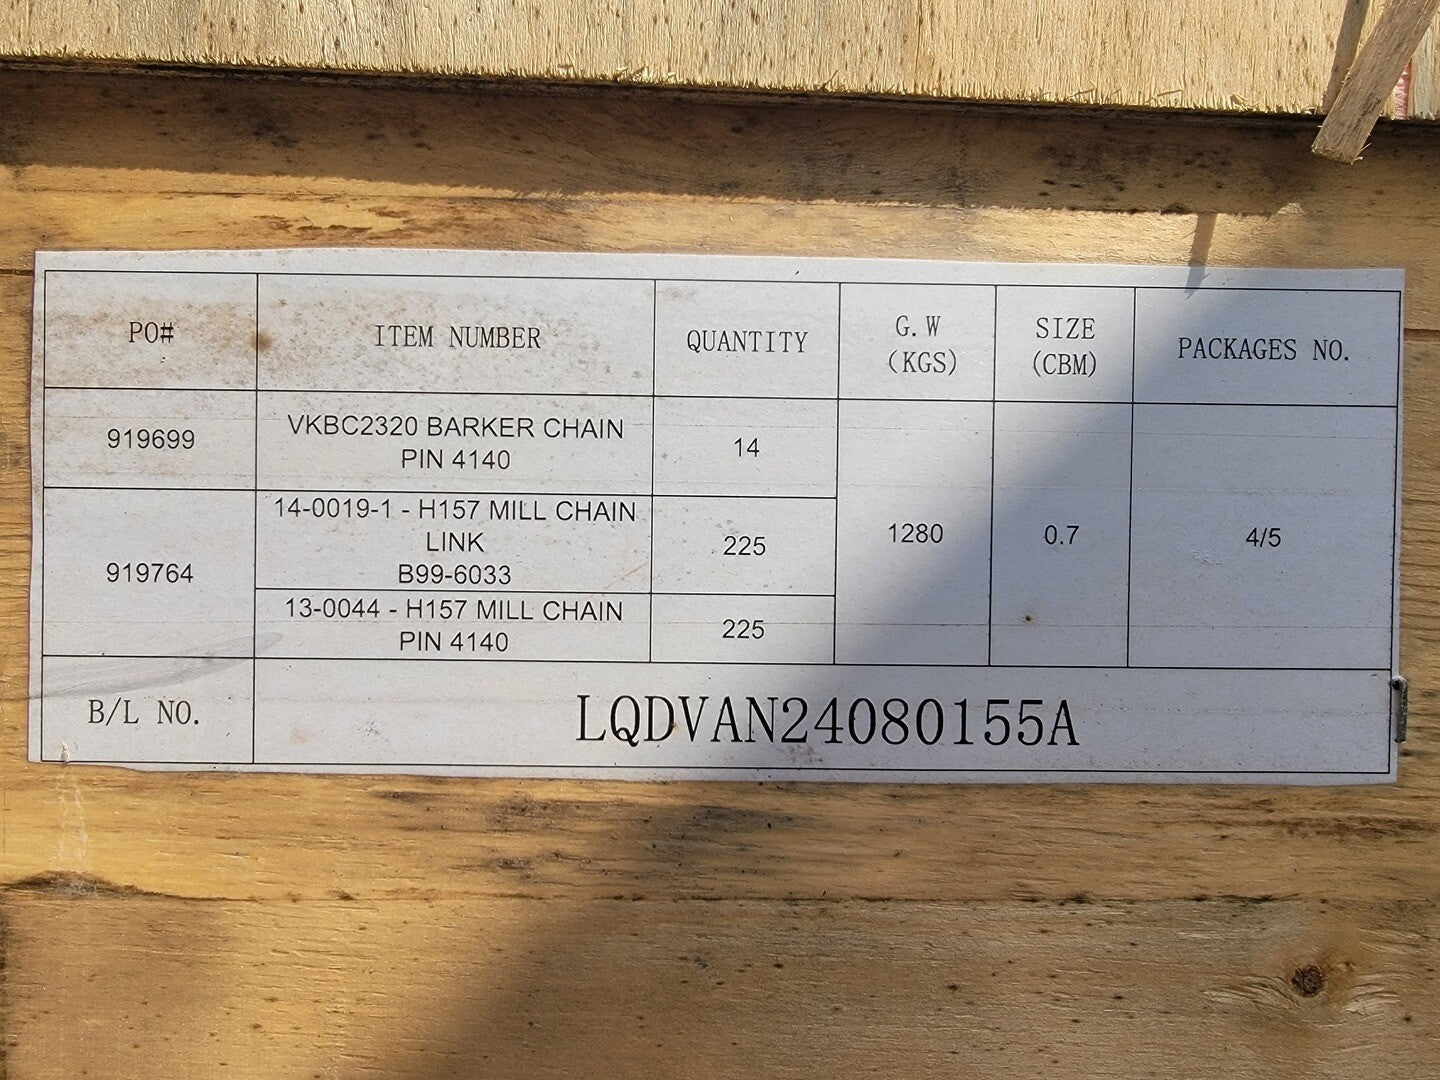 PO#
ITEM NUMBER
QUANTITY
G.W
(KGS)
SIZE
(CBM)
PACKAGES NO.
919699
VKBC2320 BARKER CHAIN
PIN 4140
14
919764
14-0019-1 - H157 MILL CHAIN
LINK
B99-6033
225
13-0044 - H157 MILL CHAIN
PIN 4140
225
1280
0.7
4/5
B/L NO.
LQDVAN24080155A